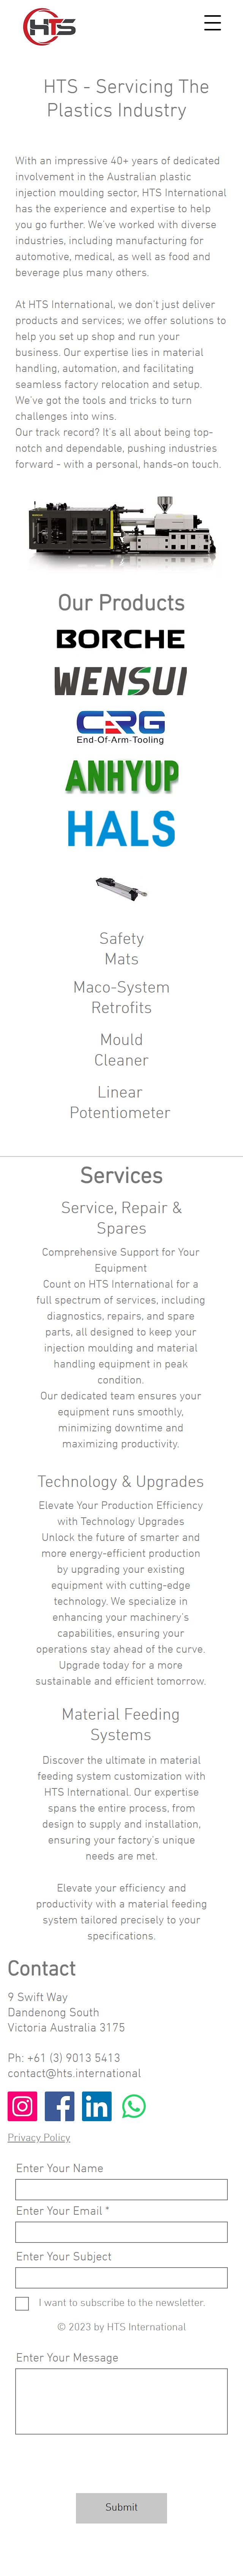 HTS
HTS - Servicing The
Plastics Industry
With an impressive 40+ years of dedicated
involvement in the Australian plastic
injection moulding sector, HTS International
has the experience and expertise to help
you go further. We've worked with diverse
industries, including manufacturing for
automotive, medical, as well as food and
beverage plus many others.
At HTS International, we don't just deliver
products and services; we offer solutions to
help you set up shop and run your
business. Our expertise lies in material
handling, automation, and facilitating
seamless factory relocation and setup.
We've got the tools and tricks to turn
challenges into wins.
Our track record? It's all about being top-
notch and dependable, pushing industries
forward - with a personal, hands-on touch.
Our Products
BORCHE
WENSUI
CRG
End-Of-Arm-Tooling
ANHYUP
HALS
Safety
Mats
Maco-System
Retrofits
Mould
Cleaner
Linear
Potentiometer
Services
Service, Repair &
Spares
Comprehensive Support for Your
Equipment
Count on HTS International for a
full spectrum of services, including
diagnostics, repairs, and spare
parts, all designed to keep your
injection moulding and material
handling equipment in peak
condition.
Our dedicated team ensures your
equipment runs smoothly,
minimizing downtime and
maximizing productivity.
Technology & Upgrades
Elevate Your Production Efficiency
with Technology Upgrades
Unlock the future of smarter and
more energy-efficient production
by upgrading your existing
equipment with cutting-edge
technology. We specialize in
enhancing your machinery's
capabilities, ensuring your
operations stay ahead of the curve.
Upgrade today for a more
sustainable and efficient tomorrow.
Material Feeding
Systems
Discover the ultimate in material
feeding system customization with
HTS International. Our expertise
spans the entire process, from
design to supply and installation,
ensuring your factory's unique
needs are met.
Elevate your efficiency and
productivity with a material feeding
system tailored precisely to your
specifications.
Contact
9 Swift Way
Dandenong South
Victoria Australia 3175
Ph: +61 (3) 9013 5413
contact@hts.international
Privacy Policy
Enter Your Name
Enter Your Email *
Enter Your Subject
I want to subscribe to the newsletter.
© 2023 by HTS International
Enter Your Message
Submit